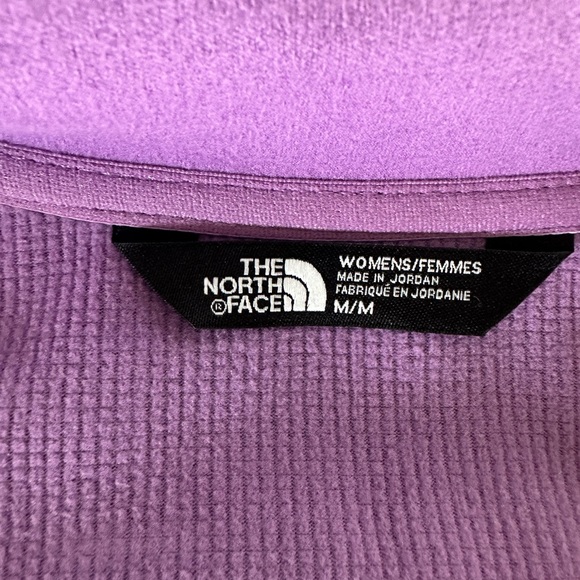 THE
NORTH
®FACE
WOMENS/FEMMES
MADE IN JORDAN
FABRIQUÉ EN JORDANIE
M/M